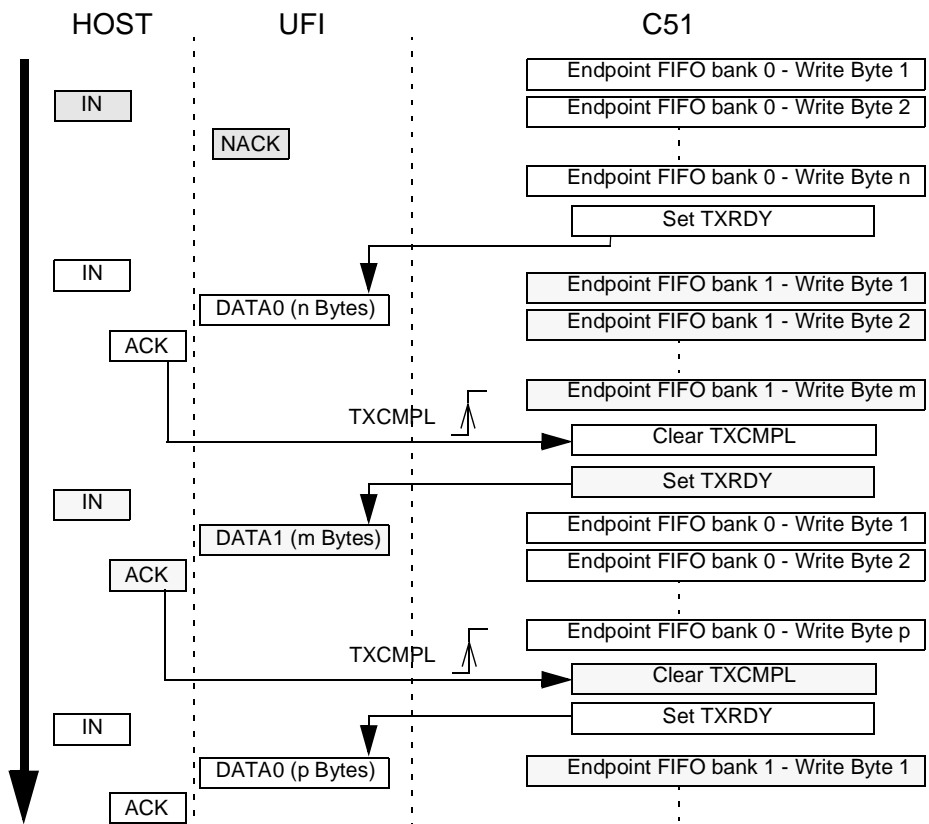 HOST UFI C51
Endpoint FIFO bank 0 - Write Byte 1
IN
Endpoint FIFO bank 0 - Write Byte 2
NACK
Endpoint FIFO bank 0 - Write Byte n
Set TXRDY
IN
Endpoint FIFO bank 1 - Write Byte 1
DATA0 (n Bytes)
Endpoint FIFO bank 1 - Write Byte 2
ACK
Endpoint FIFO bank 1 - Write Byte m
TXCMPL
Clear TXCMPL
Set TXRDY
IN
Endpoint FIFO bank 0 - Write Byte 1
DATA1 (m Bytes)
Endpoint FIFO bank 0 - Write Byte 2
ACK
Endpoint FIFO bank 0 - Write Byte p
TXCMPL
Clear TXCMPL
Set TXRDY
IN
DATA0 (p Bytes)
Endpoint FIFO bank 1 - Write Byte 1
ACK